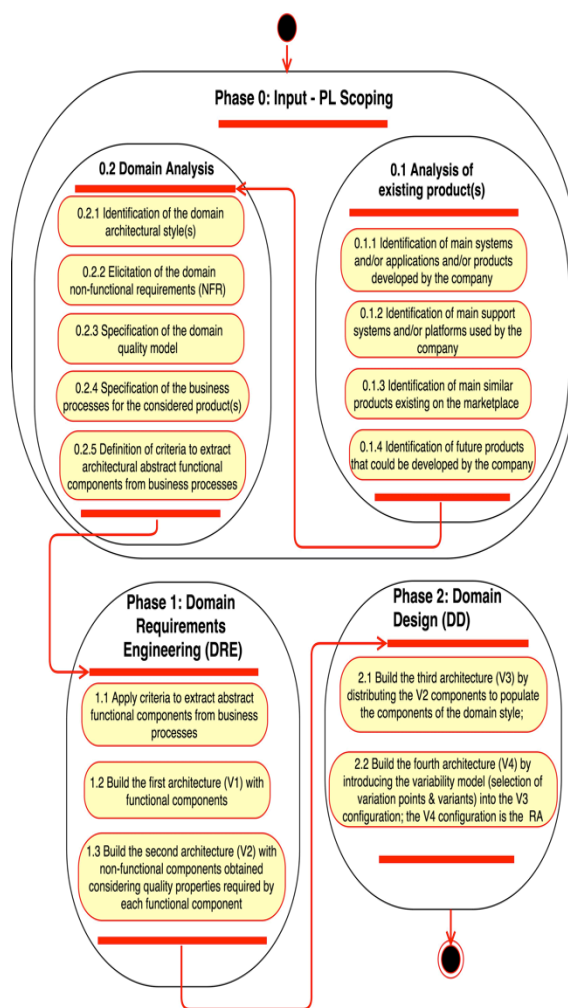 Phase 0: Input - PL Scoping
0.2 Domain Analysis
0.2.1 Identification of the domain
architectural style(s)
0.2.2 Elicitation of the domain
non-functional requirements (NFR)
0.2.3 Specification of the domain
quality model
0.2.4 Specification of the business
processes for the considered product(s)
0.2.5 Definition of criteria to extract
architectural abstract functional
components from business processes
0.1 Analysis of
existing product(s)
0.1.1 Identification of main systems
and/or applications and/or products
developed by the company
0.1.2 Identification of main support
systems and/or platforms used by the
company
0.1.3 Identification of main similar
products existing on the marketplace
0.1.4 Identification of future products
that could be developed by the company
Phase 1: Domain
Requirements
Engineering (DRE)
1.1 Apply criteria to extract abstract
functional components from business
processes
1.2 Build the first architecture (V1) with
functional components
1.3 Build the second architecture (V2) with
non-functional components obtained
considering quality properties required by
each functional component
Phase 2: Domain
Design (DD)
2.1 Build the third architecture (V3) by
distributing the V2 components to populate
the components of the domain style;
2.2 Build the fourth architecture (V4) by
introducing the variability model (selection of
variation points & variants) into the V3
configuration; the V4 configuration is the RA